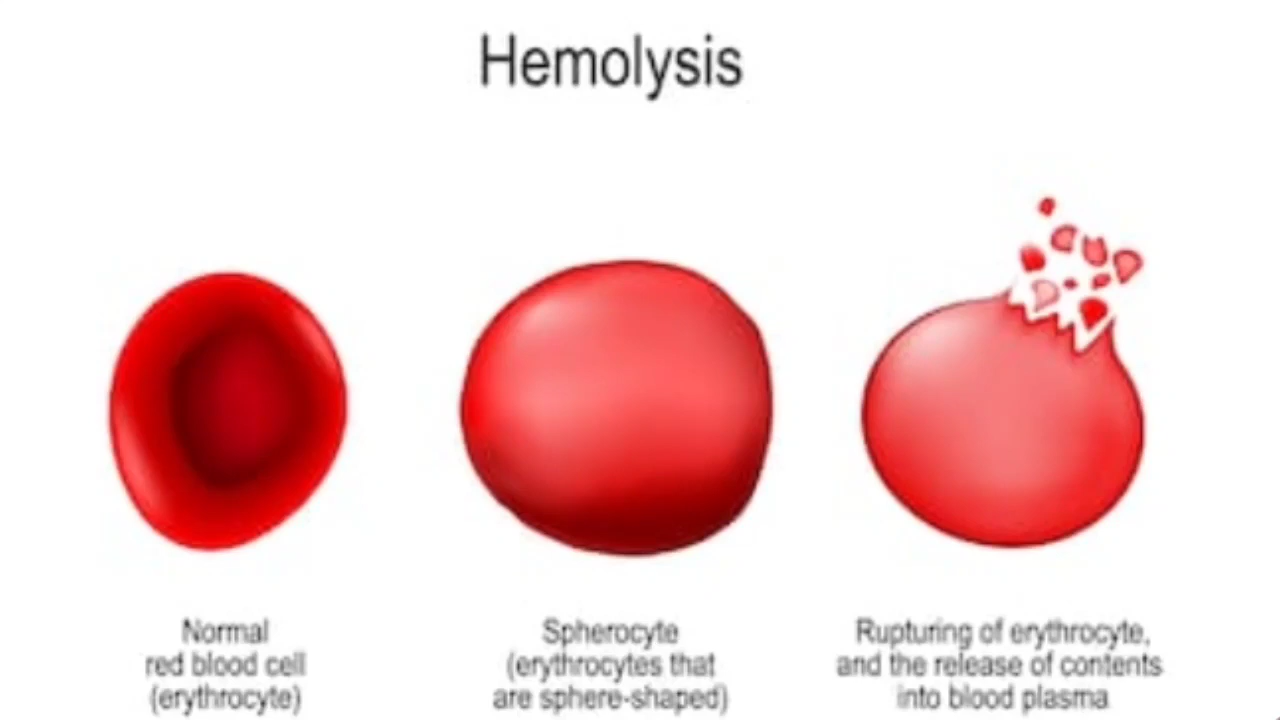 Hemolysis
Normal
red blood cell
(erythrocyte)
Spherocyte
(erythrocytes that
are sphere-shaped)
Rupturing of erythrocyte,
and the release of contents
into blood plasma